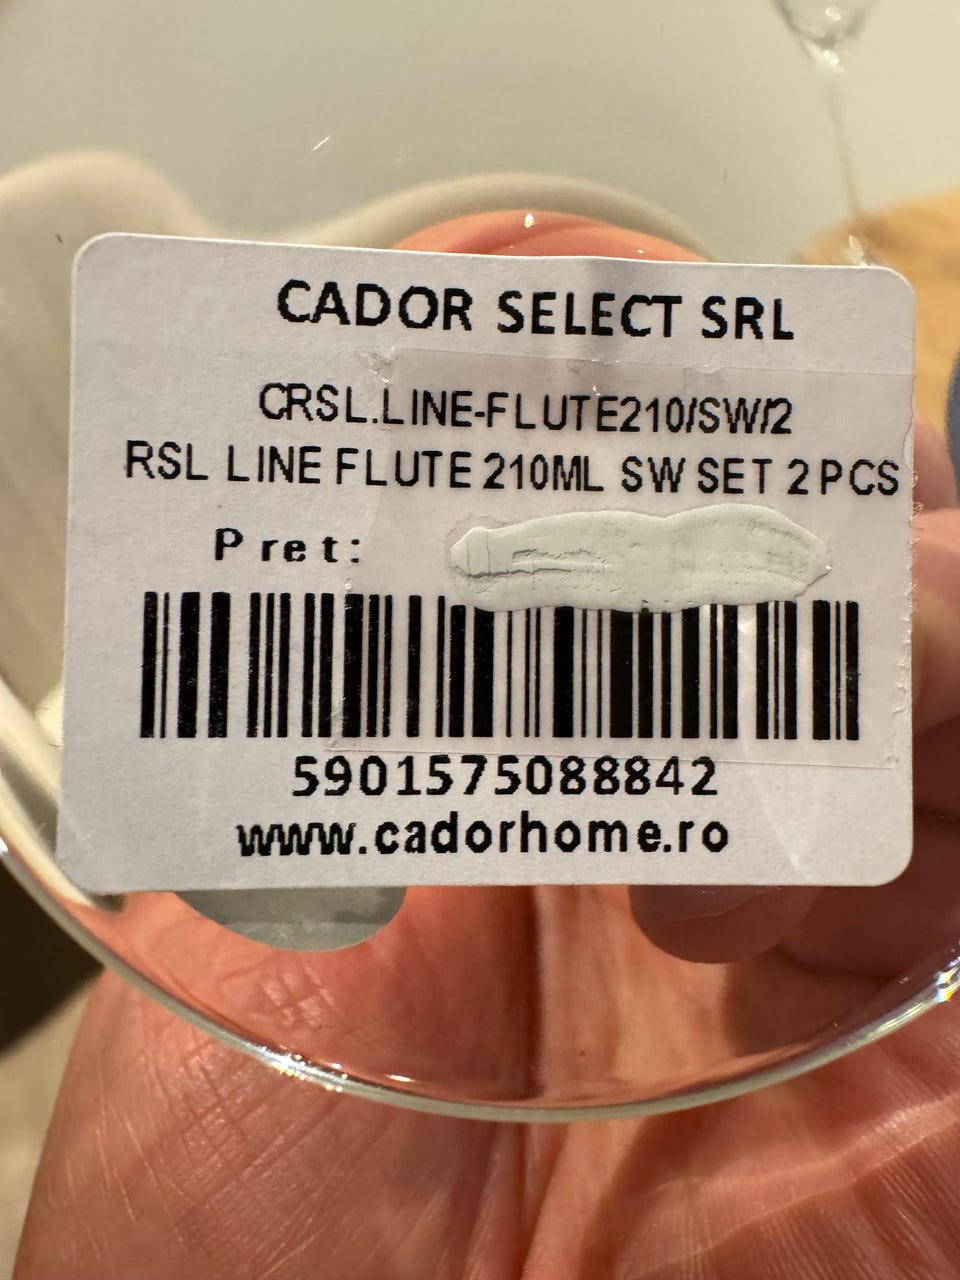 CADOR SELECT SRL
CRSL.LINE-FLUTE210/SW/2
RSL LINE FLUTE 210ML SW SET 2 PCS
Pret:
5901575088842
www.cadorhome.ro